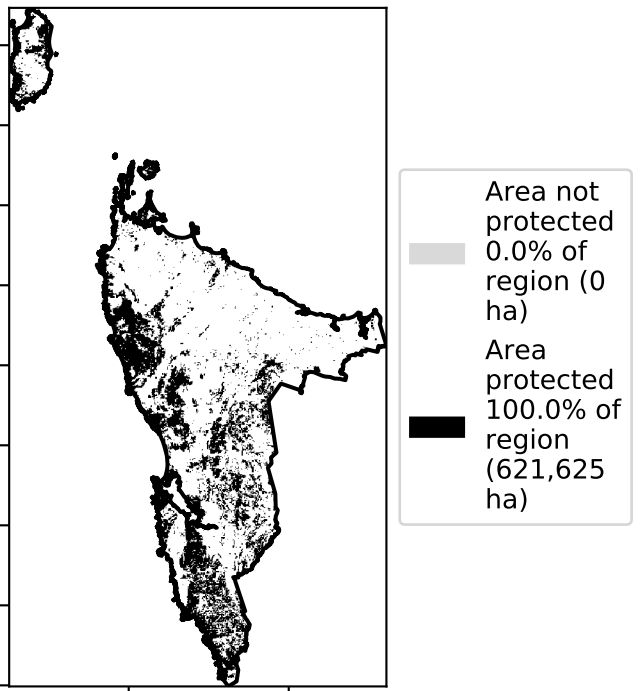 Area not
protected
0.0% of
region (0
ha)
Area
protected
100.0% of
region
(621,625
ha)